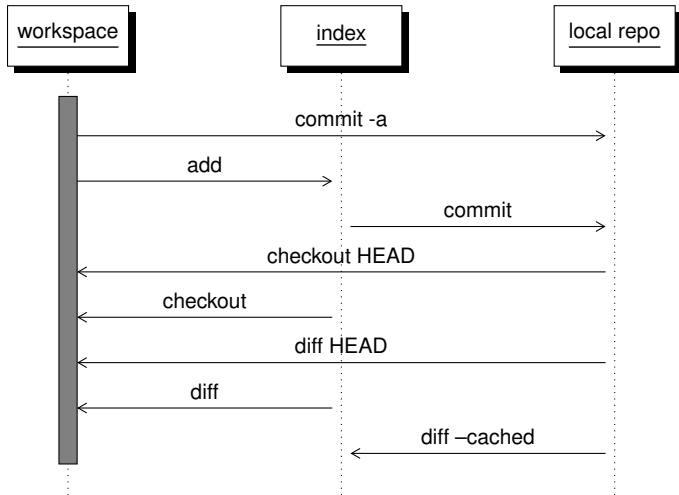 workspace
index
local repo
commit -a
add
commit
checkout HEAD
checkout
diff HEAD
diff
diff –cached